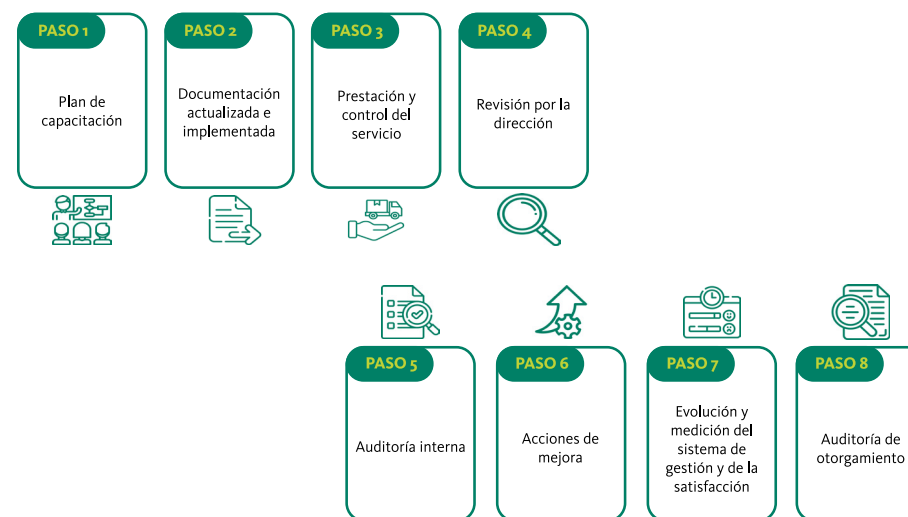 PASO 1
Plan de
capacitación
PASO 2
Documentación
actualizada e
implementada
PASO 3
Prestación y
control del
servicio
PASO 4
Revisión por la
dirección
PASO 5
Auditoría interna
PASO 6
Acciones de
mejora
PASO 7
Evolución y
medición del
sistema de
gestión y de la
satisfacción
PASO 8
Auditoría de
otorgamiento